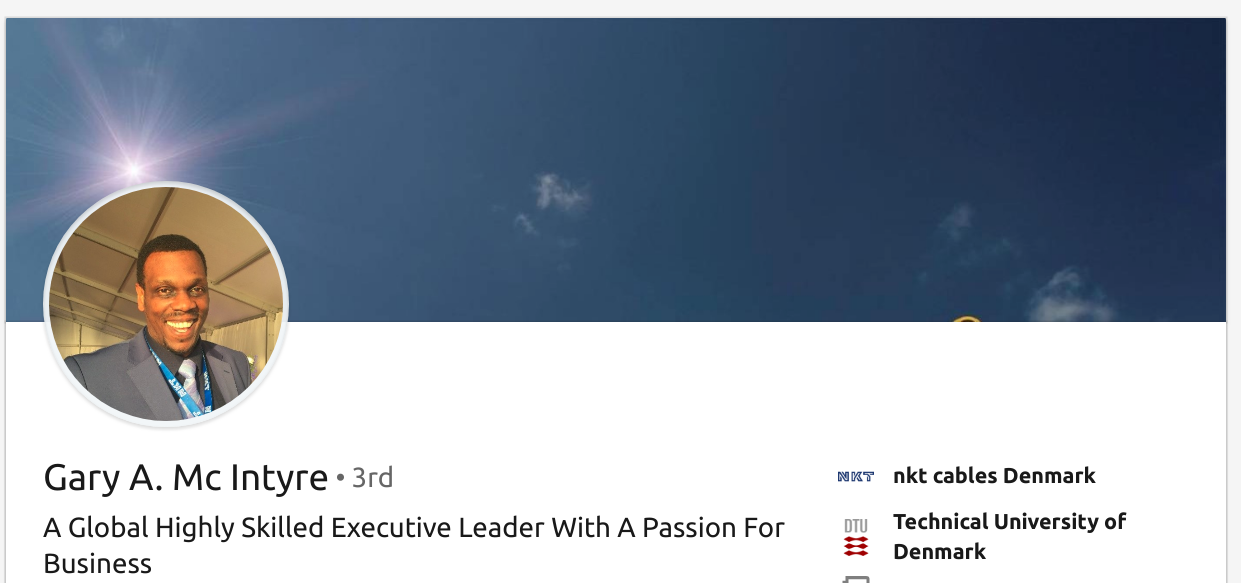 Gary A. Mc Intyre • 3rd
A Global Highly Skilled Executive Leader With A Passion For
Business
NKT nkt cables Denmark
DTU Technical University of
Denmark
NKT